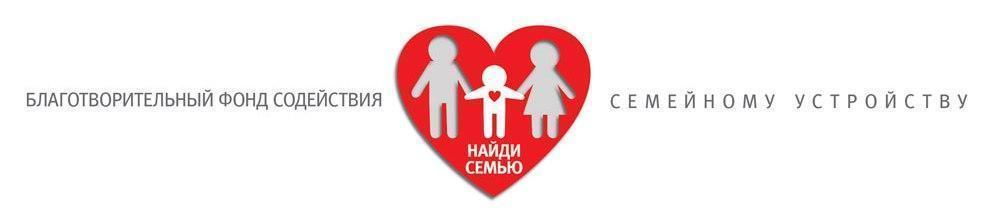 БЛАГОТВОРИТЕЛЬНЫЙ ФОНД СОДЕЙСТВИЯ
НАЙДИ
СЕМЬЮ
СЕМЕЙНОМУ УСТРОЙСТВУ